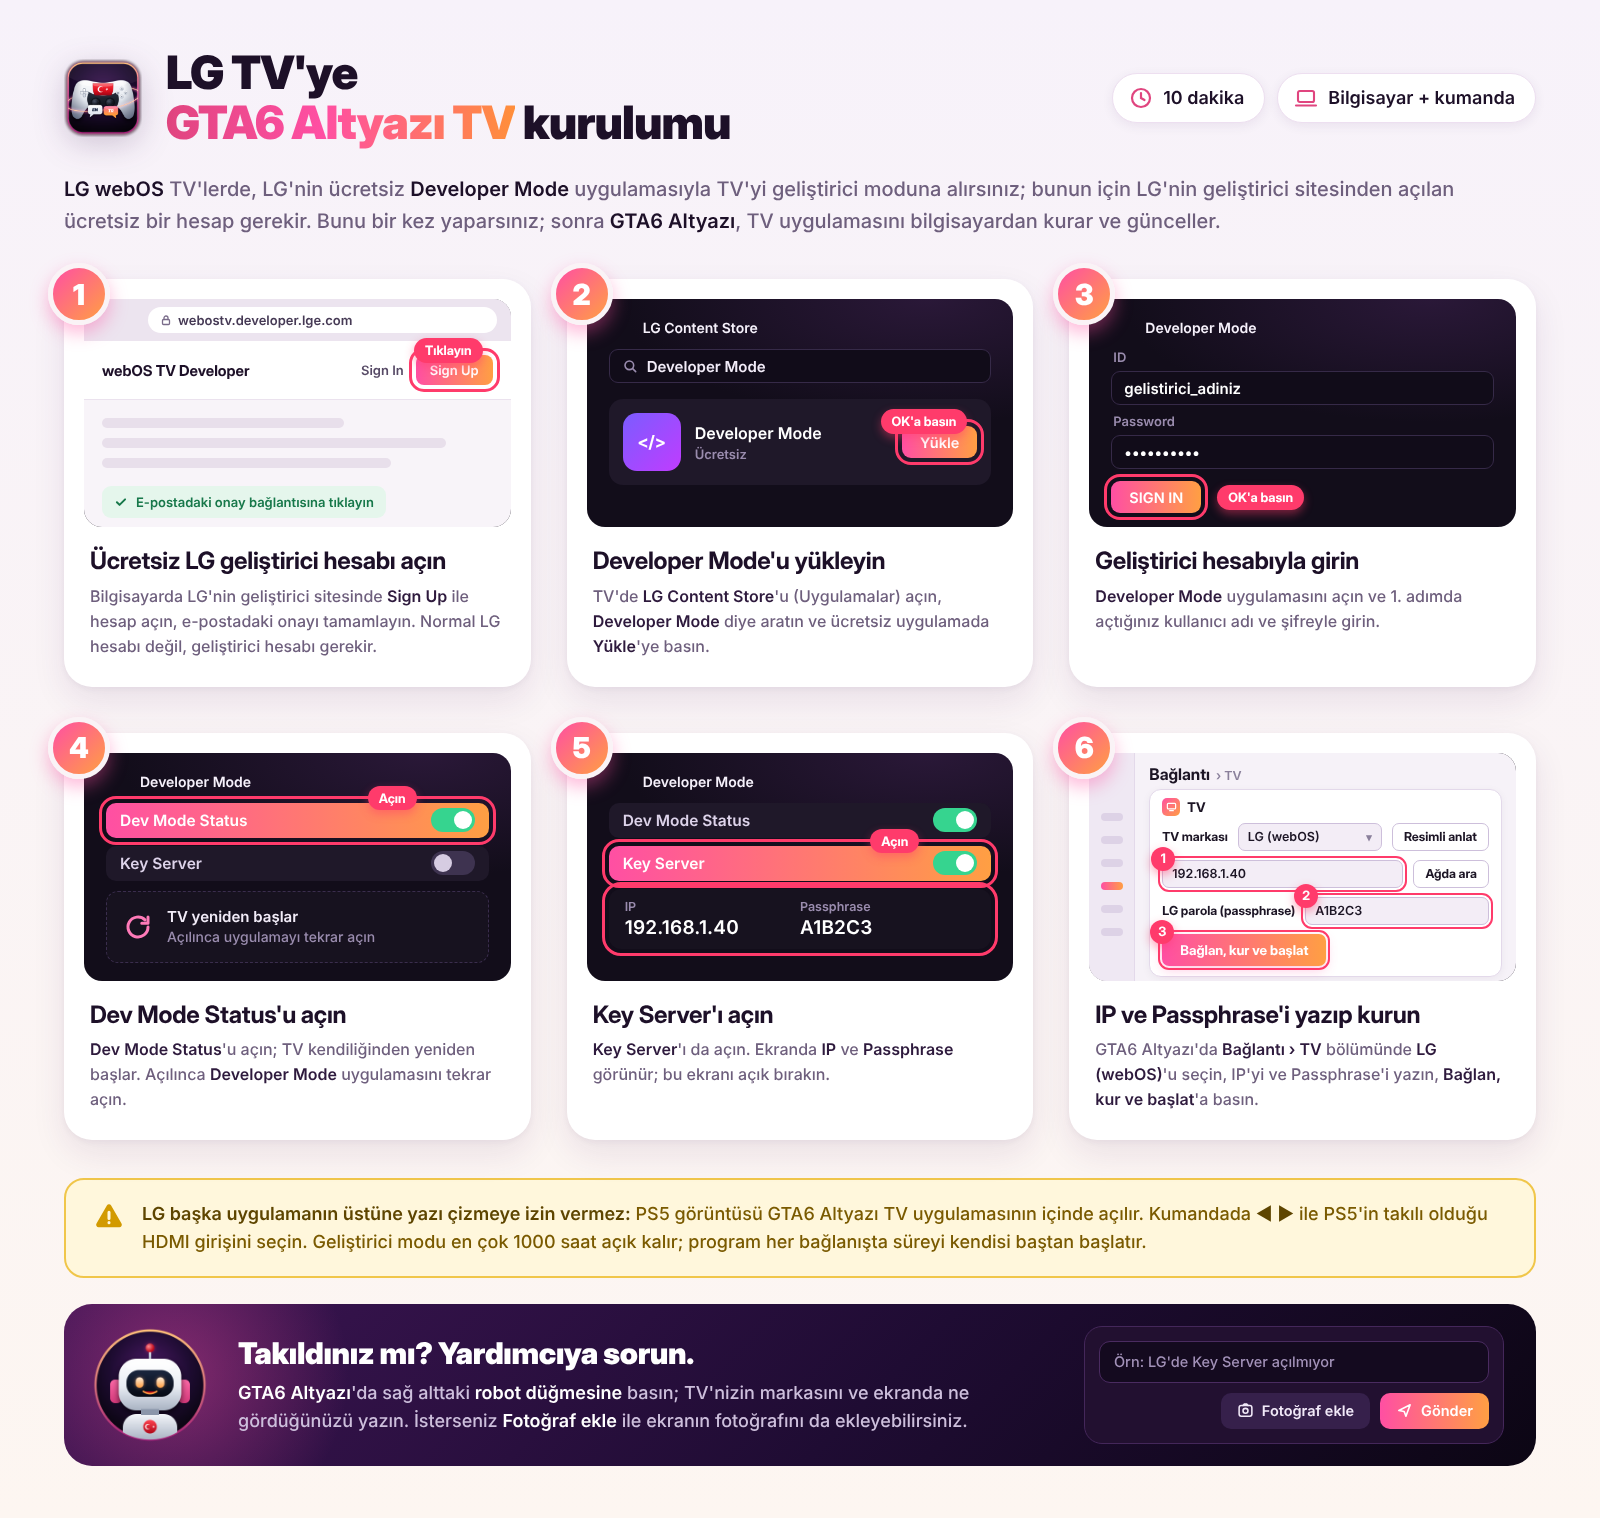 LG TV'ye
GTA6 Altyazı TV kurulumu
10 dakika
Bilgisayar + kumanda
LG webOS TV'lerde, LG'nin ücretsiz Developer Mode uygulamasıyla TV'yi geliştirici moduna alırsınız; bunun için LG'nin geliştirici sitesinden açılan
ücretsiz bir hesap gerekir. Bunu bir kez yaparsınız; sonra GTA6 Altyazı, TV uygulamasını bilgisayardan kurar ve günceller.
1
webostv.developer.lge.com
webOS TV Developer
Sign In
Tıklayın
Sign Up
E-postadaki onay bağlantısına tıklayın
Ücretsiz LG geliştirici hesabı açın
Bilgisayarda LG'nin geliştirici sitesinde Sign Up ile
hesap açın, e-postadaki onayı tamamlayın. Normal LG
hesabı değil, geliştirici hesabı gerekir.
2
LG Content Store
Developer Mode
</>
Developer Mode
Ücretsiz
OK'a basın
Yükle
Developer Mode'u yükleyin
TV'de LG Content Store'u (Uygulamalar) açın,
Developer Mode diye aratın ve ücretsiz uygulamada
Yükle'ye basın.
3
Developer Mode
ID
gelistirici_adiniz
Password
••••••••••
SIGN IN
OK'a basın
Geliştirici hesabıyla girin
Developer Mode uygulamasını açın ve 1. adımda
açtığınız kullanıcı adı ve şifreyle girin.
4
Developer Mode
Açın
Dev Mode Status
Key Server
TV yeniden başlar
Açılınca uygulamayı tekrar açın
Dev Mode Status'u açın
Dev Mode Status'u açın; TV kendiliğinden yeniden
başlar. Açılınca Developer Mode uygulamasını tekrar
açın.
5
Developer Mode
Dev Mode Status
Açın
Key Server
IP
192.168.1.40
Passphrase
A1B2C3
Key Server'ı açın
Key Server'ı da açın. Ekranda IP ve Passphrase
görünür; bu ekranı açık bırakın.
6
Bağlantı › TV
TV
TV markası
LG (webOS)
Resimli anlat
1
192.168.1.40
Ağda ara
2
LG parola (passphrase)
A1B2C3
3
Bağlan, kur ve başlat
IP ve Passphrase'i yazıp kurun
GTA6 Altyazı'da Bağlantı › TV bölümünde LG
(webOS)'u seçin, IP'yi ve Passphrase'i yazın, Bağlan,
kur ve başlat'a basın.
LG başka uygulamanın üstüne yazı çizmeye izin vermez: PS5 görüntüsü GTA6 Altyazı TV uygulamasının içinde açılır. Kumandada ◀ ▶ ile PS5'in takılı olduğu
HDMI girişini seçin. Geliştirici modu en çok 1000 saat açık kalır; program her bağlanışta süreyi kendisi baştan başlatır.
Takıldınız mı? Yardımcıya sorun.
GTA6 Altyazı'da sağ alttaki robot düğmesine basın; TV'nizin markasını ve ekranda ne
gördüğünüzü yazın. İsterseniz Fotoğraf ekle ile ekranın fotoğrafını da ekleyebilirsiniz.
Örn: LG'de Key Server açılmıyor
Fotoğraf ekle
Gönder